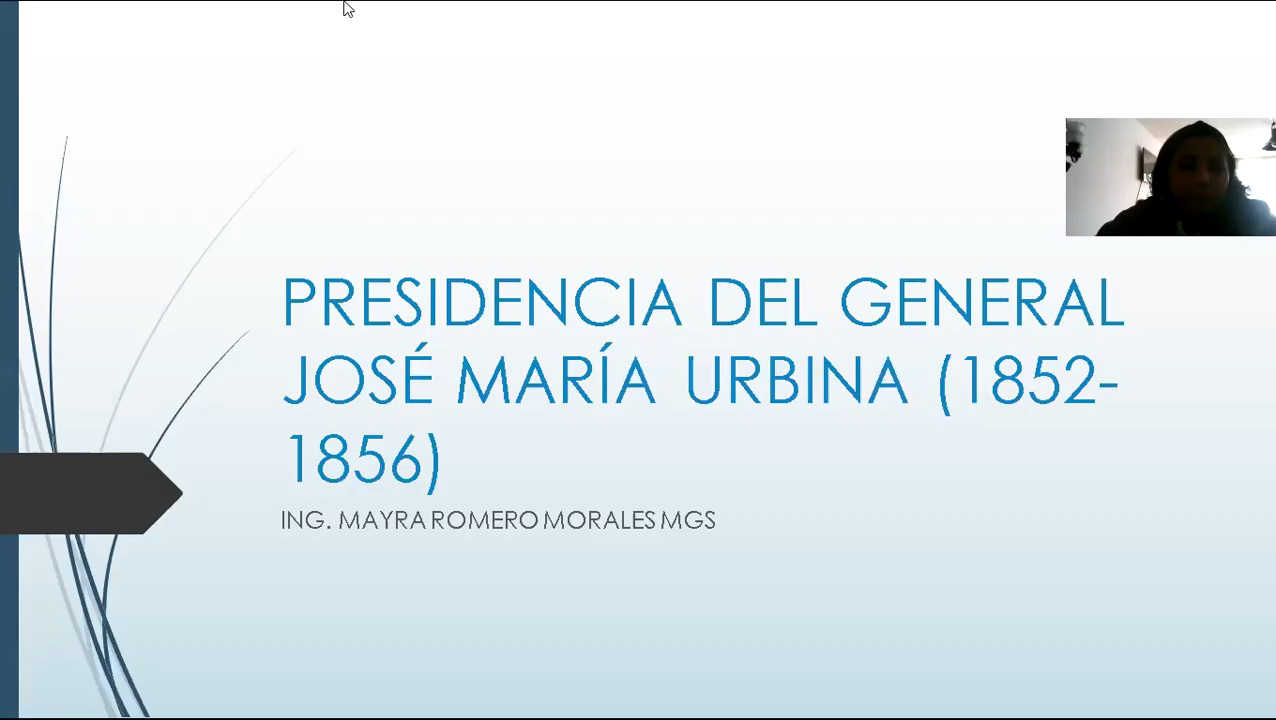 PRESIDENCIA DEL GENERAL
JOSÉ MARÍA URBINA (1852-
1856)
ING. MAYRA ROMERO MORALES MGS